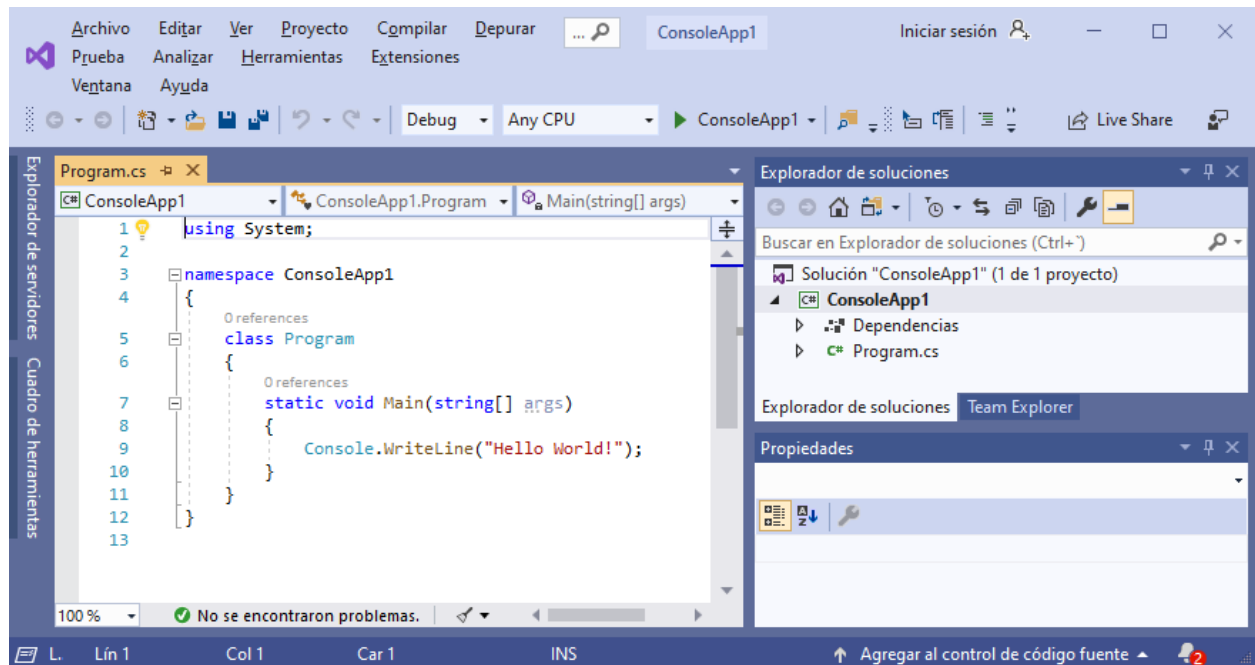 Archivo Editar Ver Proyecto Compilar Depurar ... ConsoleApp1 Iniciar sesión
Prueba Analizar Herramientas Extensiones
Ventana Ayuda
Debug Any CPU ConsoleApp1 Live Share
Explorador de servidores
Cuadro de herramientas
Program.cs
C# ConsoleApp1 ConsoleApp1.Program Main(string[] args)
1 using System;
2
3 namespace ConsoleApp1
4 {
0 references
5 class Program
6 {
0 references
7 static void Main(string[] args)
8 {
9 Console.WriteLine("Hello World!");
10 }
11 }
12 }
13
100 % No se encontraron problemas.
Explorador de soluciones
Buscar en Explorador de soluciones (Ctrl+`)
Solución "ConsoleApp1" (1 de 1 proyecto)
C# ConsoleApp1
Dependencias
C# Program.cs
Explorador de soluciones Team Explorer
Propiedades
L. Lín 1 Col 1 Car 1 INS Agregar al control de código fuente 2